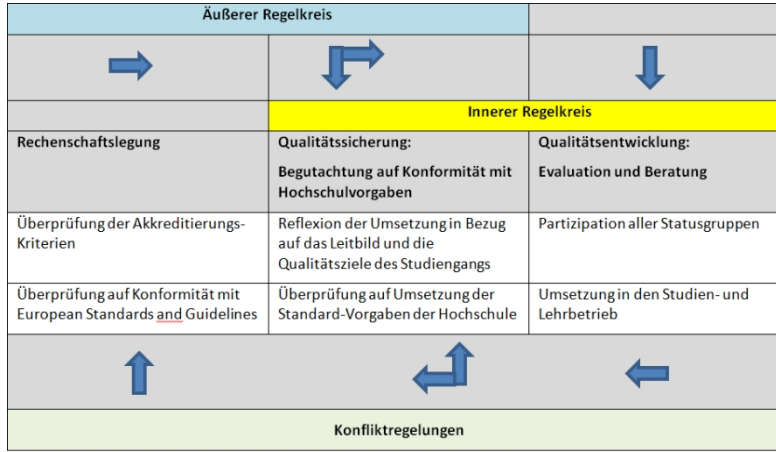 Äußerer Regelkreis
Innerer Regelkreis
Rechenschaftslegung
Qualitätssicherung:
Begutachtung auf Konformität mit
Hochschulvorgaben
Qualitätsentwicklung:
Evaluation und Beratung
Überprüfung der Akkreditierungs-
Kriterien
Reflexion der Umsetzung in Bezug
auf das Leitbild und die
Qualitätsziele des Studiengangs
Partizipation aller Statusgruppen
Überprüfung auf Konformität mit
European Standards and Guidelines
Überprüfung auf Umsetzung der
Standard-Vorgaben der Hochschule
Umsetzung in den Studien- und
Lehrbetrieb
Konfliktregelungen